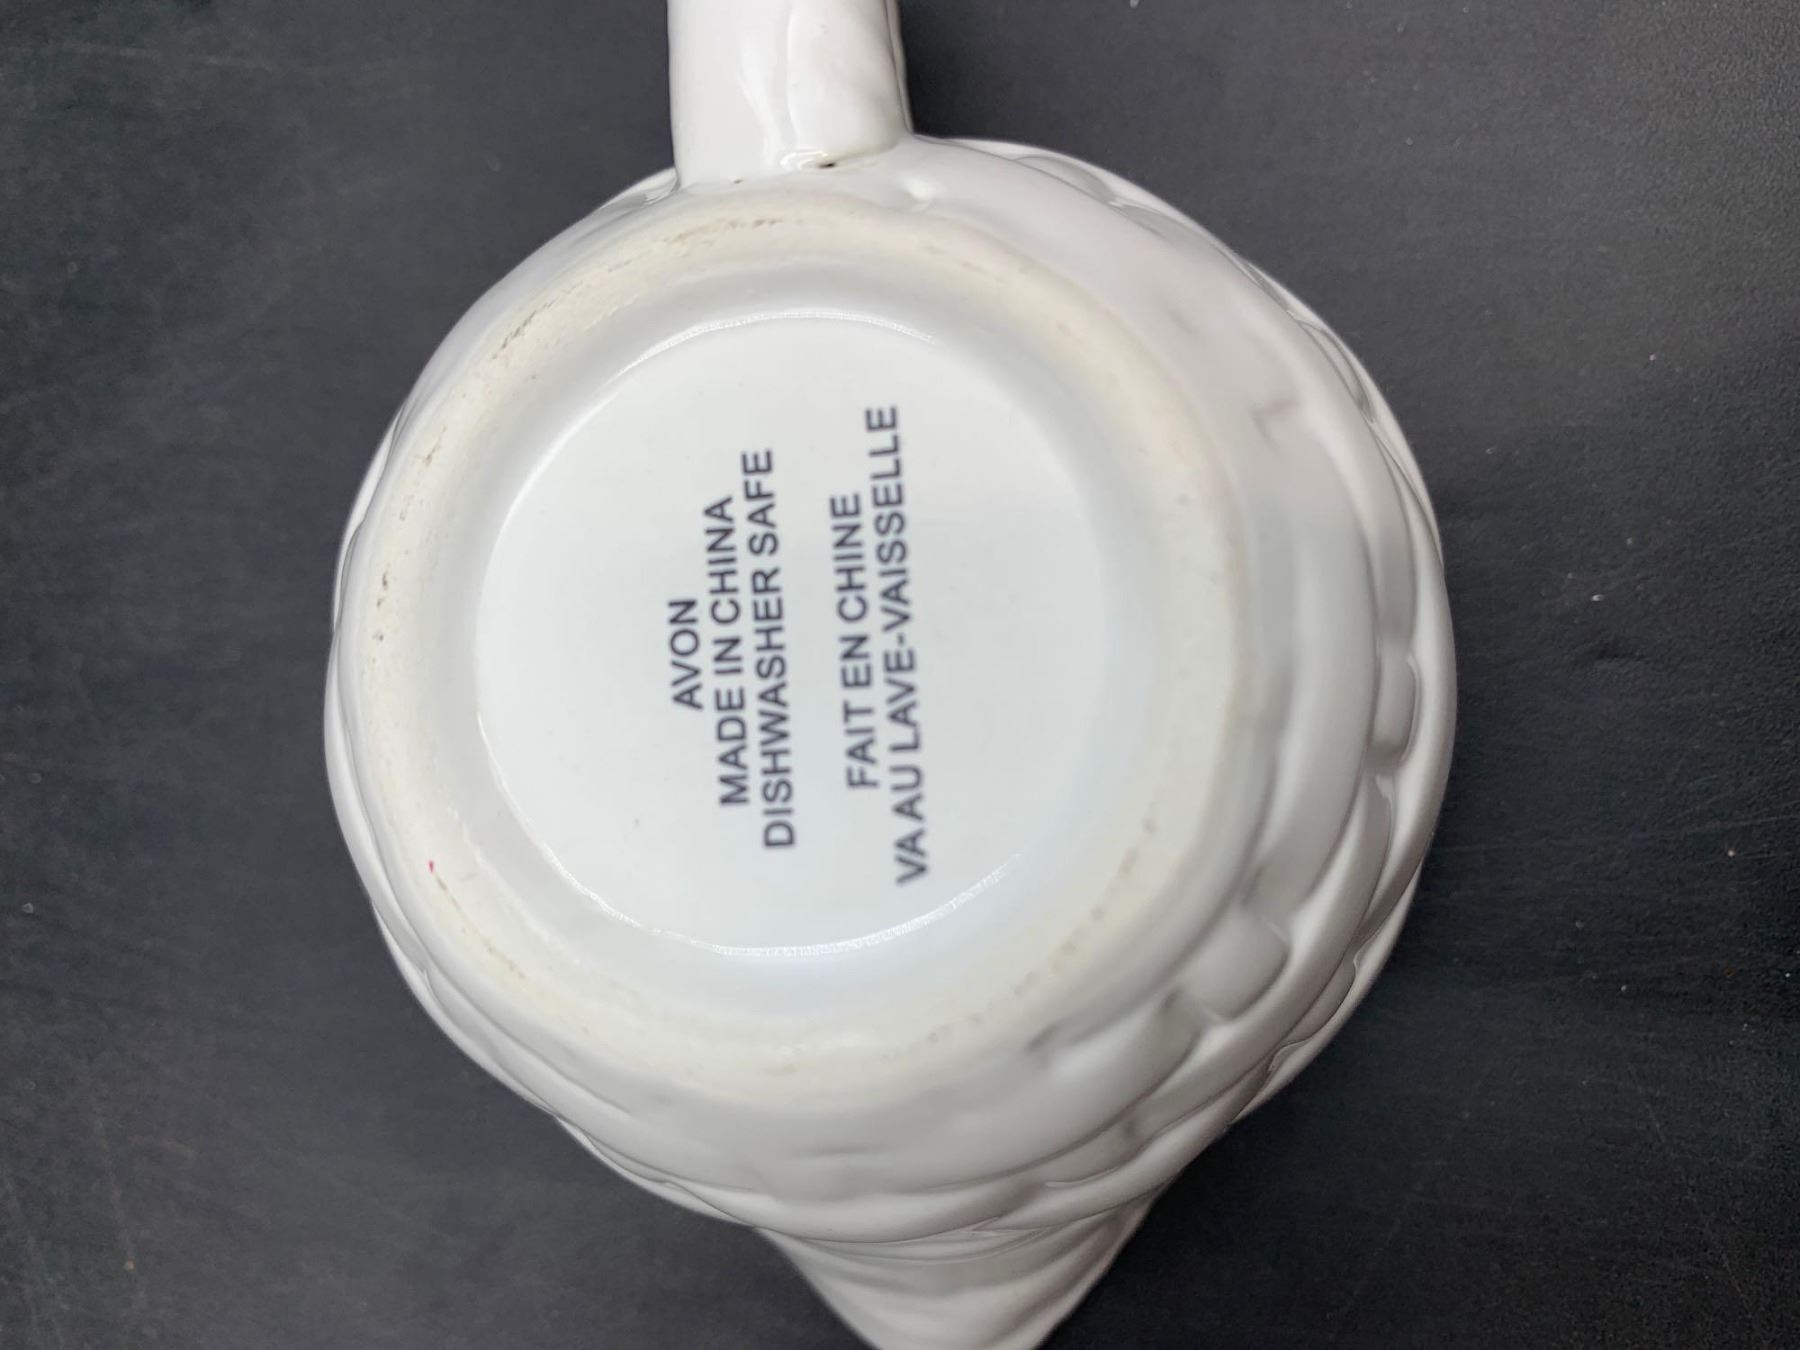 AVON
MADE IN CHINA
DISHWASHER SAFE
FAIT EN CHINE
VA AU LAVE-VAISSELLE